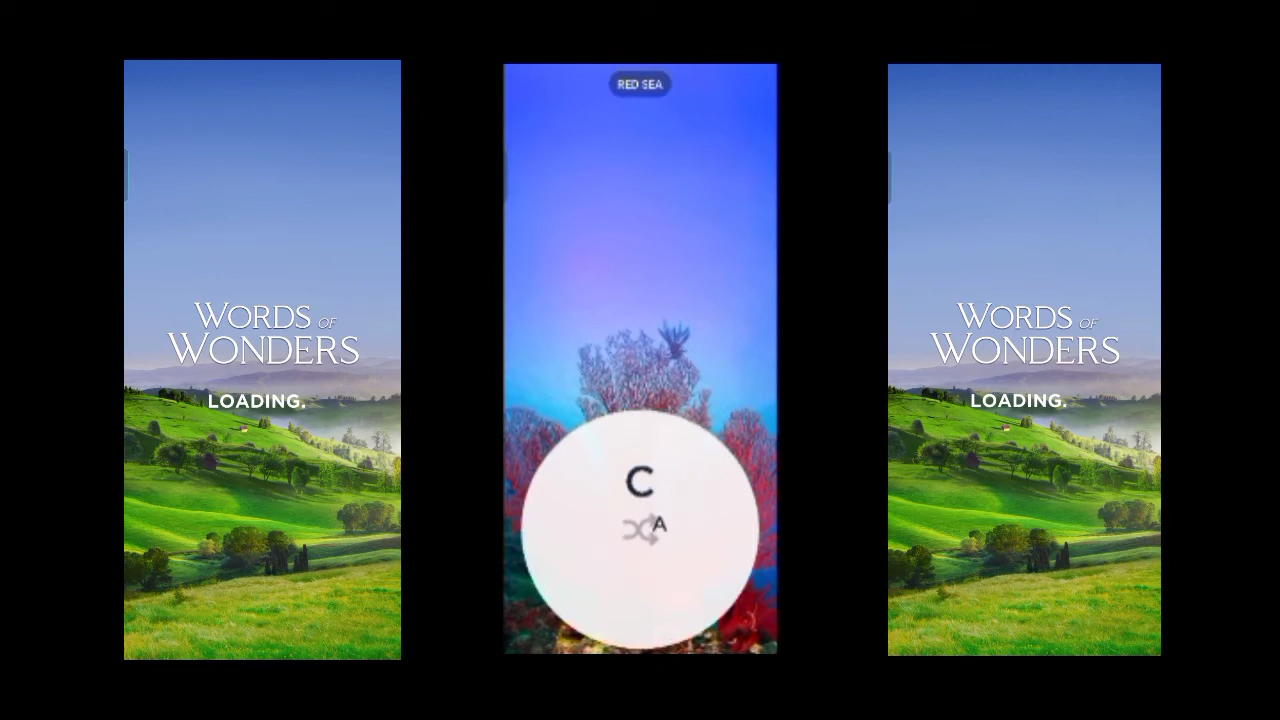 WORDS OF
WONDERS
LOADING.
RED SEA
C
A
WORDS OF
WONDERS
LOADING.